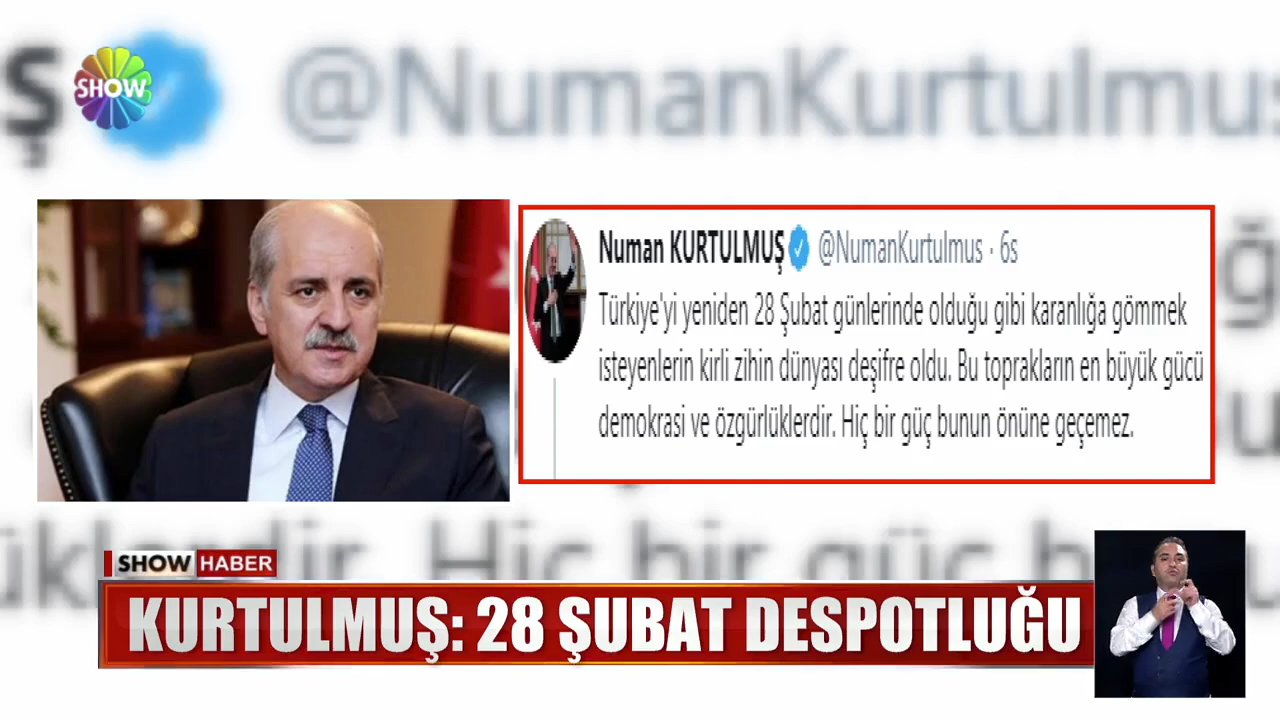 Ş @NumanKurtulmus
SHOW
Numan KURTULMUŞ @NumanKurtulmus · 6s
Türkiye'yi yeniden 28 Şubat günlerinde olduğu gibi karanlığa gömmek
isteyenlerin kirli zihin dünyası deşifre oldu. Bu toprakların en büyük gücü
demokrasi ve özgürlüklerdir. Hiç bir güç bunun önüne geçemez.
SHOW HABER
KURTULMUŞ: 28 ŞUBAT DESPOTLUĞU